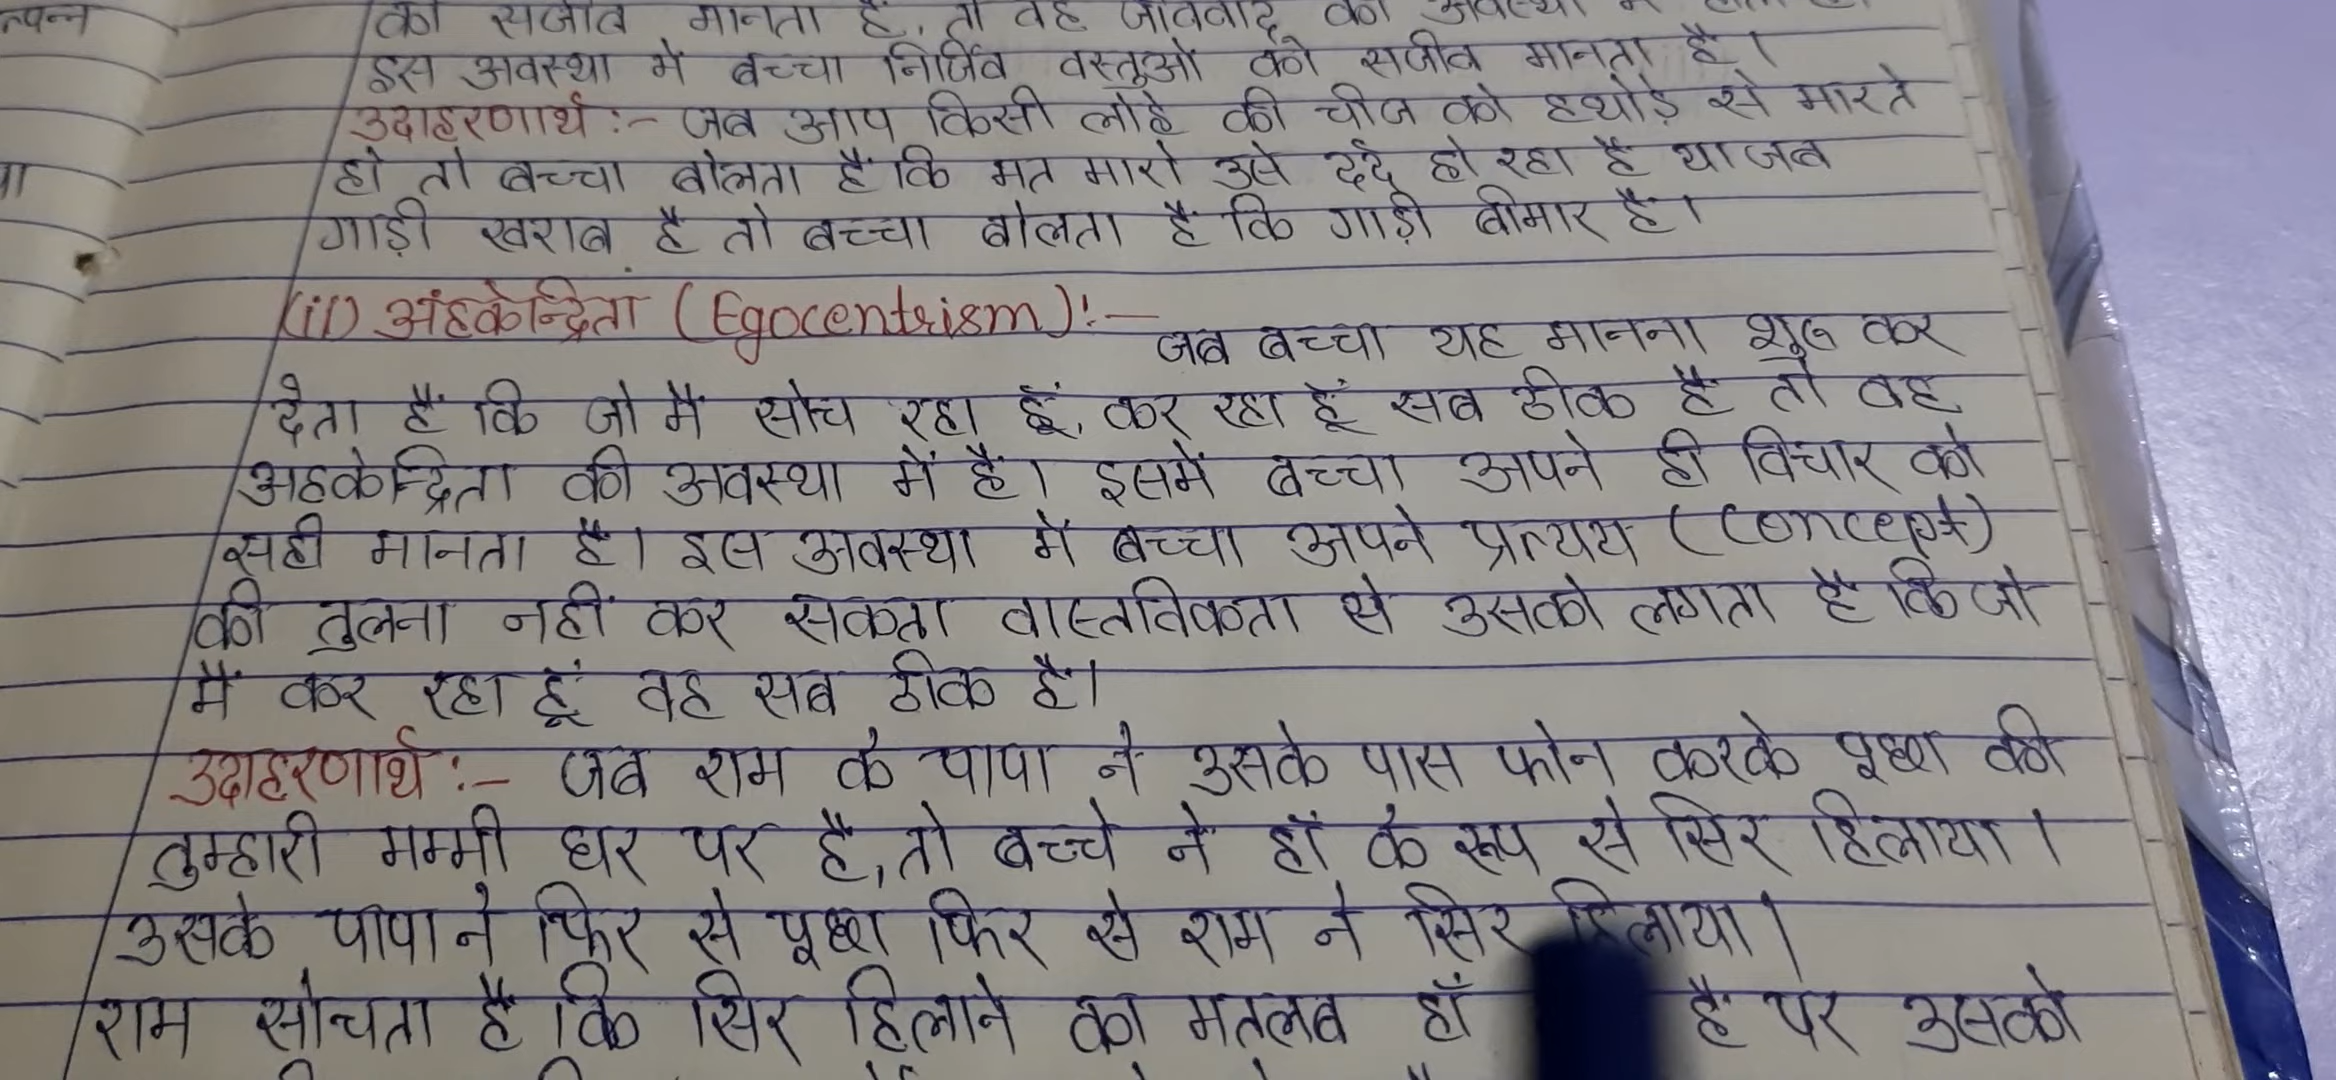 त्पन्न
को सजीव मानता है, तो वह जीववाद की अवस्था में
इस अवस्था में बच्चा निर्जिव वस्तुओं को सजीव मानता है।
उदाहरणार्थ :- जब आप किसी लोहे की चीज को हथोड़े से मारते
हो तो बच्चा बोलता है कि मत मारो उसे दर्द हो रहा है या जब
गाड़ी खराब है तो बच्चा बोलता है कि गाड़ी बीमार है।
(ii) अंहकेन्द्रिता (Egocentrism):-
जब बच्चा यह मानना शुरू कर
देता है कि जो मैं सोच रहा हूं, कर रहा हूं सब ठीक है तो वह
अहकेन्द्रिता की अवस्था में है। इसमें बच्चा अपने ही विचार को
सही मानता है। इस अवस्था में बच्चा अपने प्रत्यय (Concept)
की तुलना नहीं कर सकता वास्तविकता से उसको लगता है कि जो
मैं कर रहा हूं वह सब ठीक है।
उदाहरणार्थ :- जब राम के पापा ने उसके पास फोन करके पूछा की
तुम्हारी मम्मी घर पर है, तो बच्चे ने हाँ के रूप से सिर हिलाया।
उसके पापा ने फिर से पूछा फिर से राम ने सिर हिलाया।
राम सोचता है कि सिर हिलाने का मतलब हाँ है पर उसको